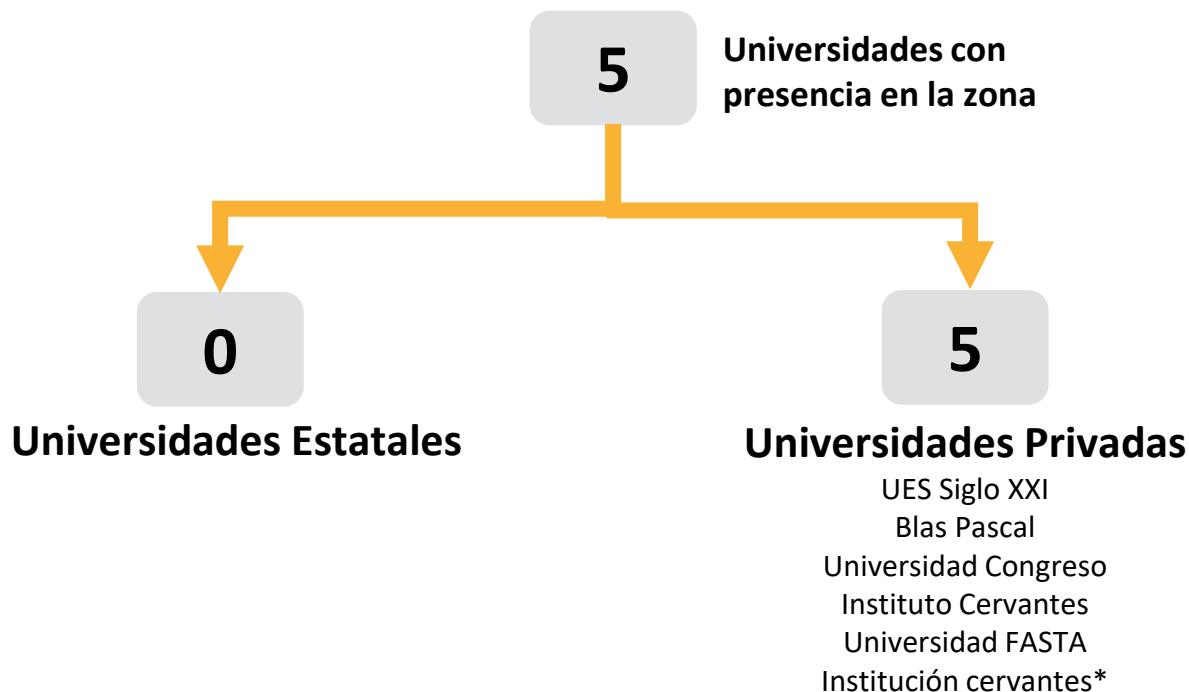 5
Universidades con
presencia en la zona
0
Universidades Estatales
5
Universidades Privadas
UES Siglo XXI
Blas Pascal
Universidad Congreso
Instituto Cervantes
Universidad FASTA
Institución cervantes*